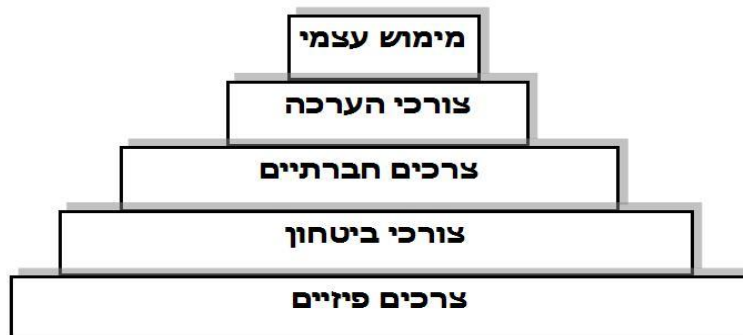 מימוש עצמי
צורכי הערכה
צרכים חברתיים
צורכי ביטחון
צרכים פיזיים